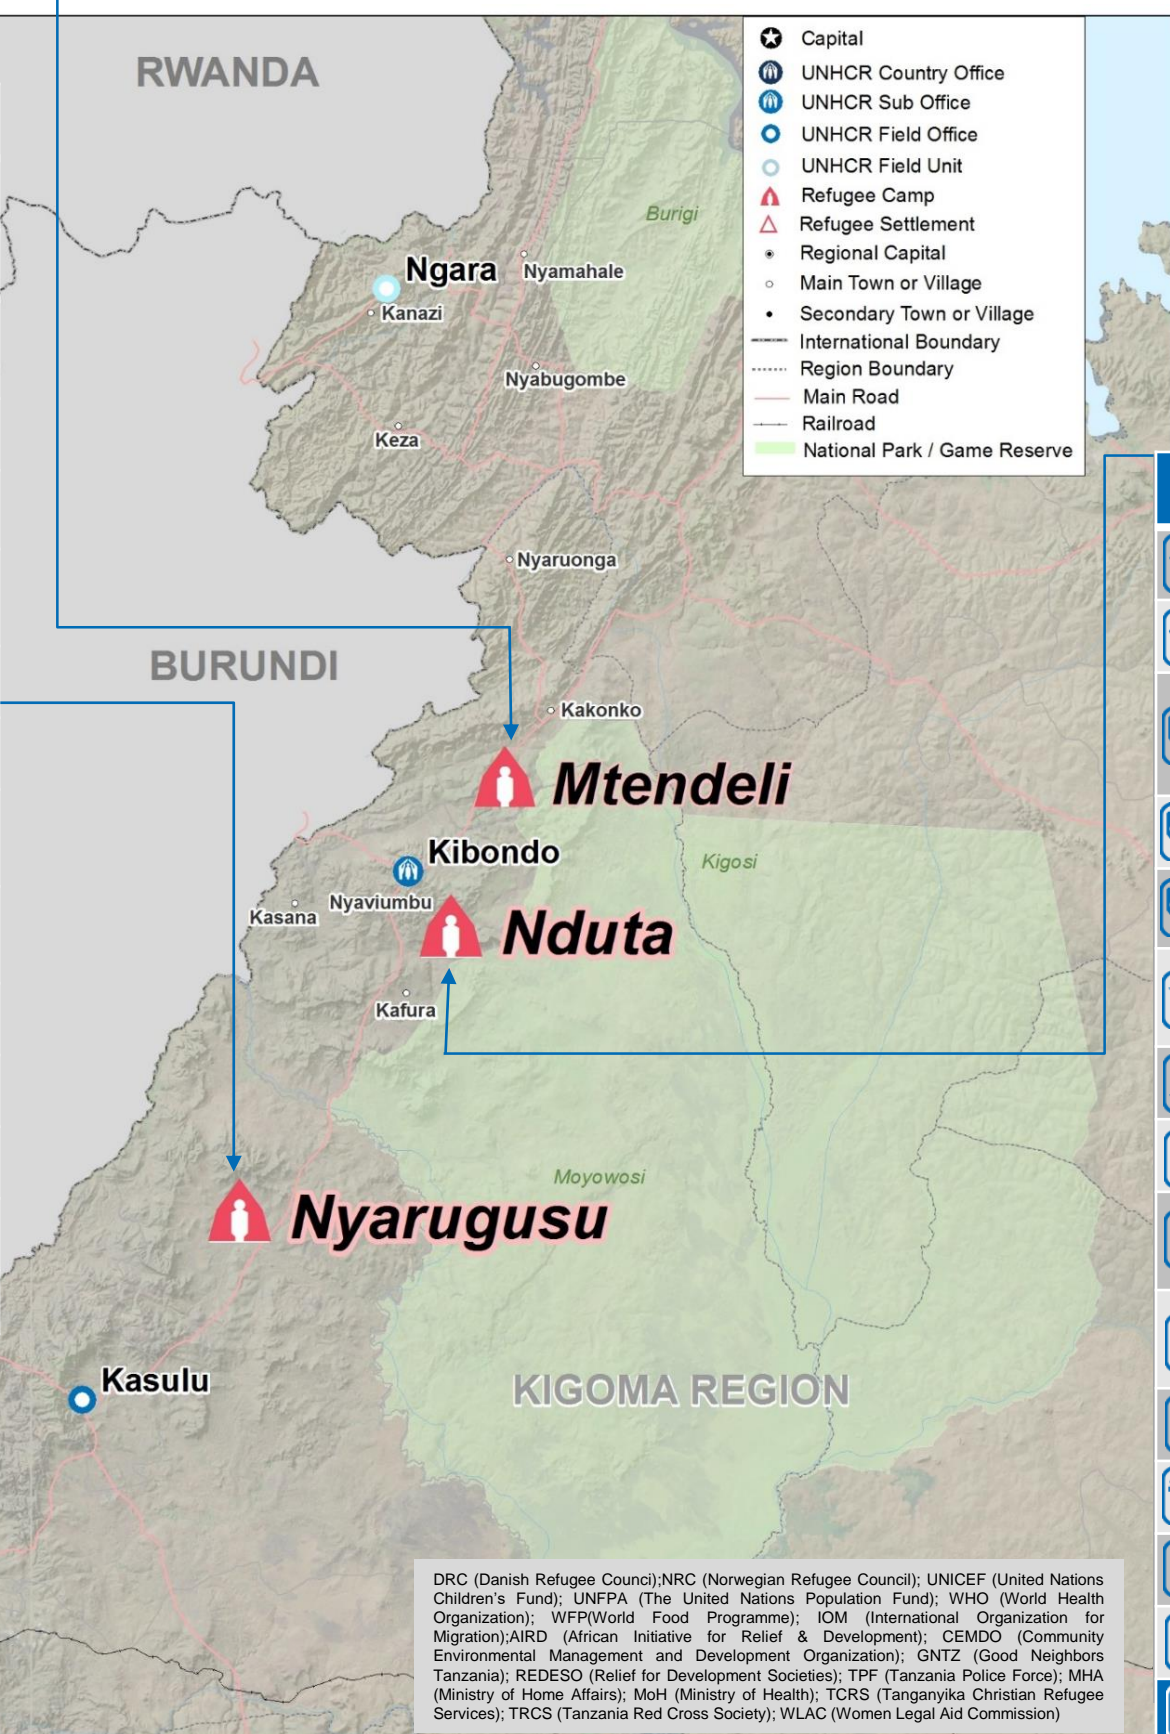 RWANDA
Capital
UNHCR Country Office
UNHCR Sub Office
UNHCR Field Office
UNHCR Field Unit
Refugee Camp
Refugee Settlement
Regional Capital
Main Town or Village
Secondary Town or Village
International Boundary
Region Boundary
Main Road
Railroad
National Park / Game Reserve
Burigi
Ngara
Nyamahale
Kanazi
Nyabugombe
Keza
Nyaruonga
BURUNDI
Kakonko
Mtendeli
Kibondo
Kigosi
Nyaviumbu
Kasana
Nduta
Kafura
Moyowosi
Nyarugusu
Kasulu
KIGOMA REGION
DRC (Danish Refugee Counci);NRC (Norwegian Refugee Council); UNICEF (United Nations
Children's Fund); UNFPA (The United Nations Population Fund); WHO (World Health
Organization); WFP(World Food Programme); IOM (International Organization for
Migration);AIRD (African Initiative for Relief & Development); CEMDO (Community
Environmental Management and Development Organization); GNTZ (Good Neighbors
Tanzania); REDESO (Relief for Development Societies); TPF (Tanzania Police Force); MHA
(Ministry of Home Affairs); MoH (Ministry of Health); TCRS (Tanganyika Christian Refugee
Services); TRCS (Tanzania Red Cross Society); WLAC (Women Legal Aid Commission)